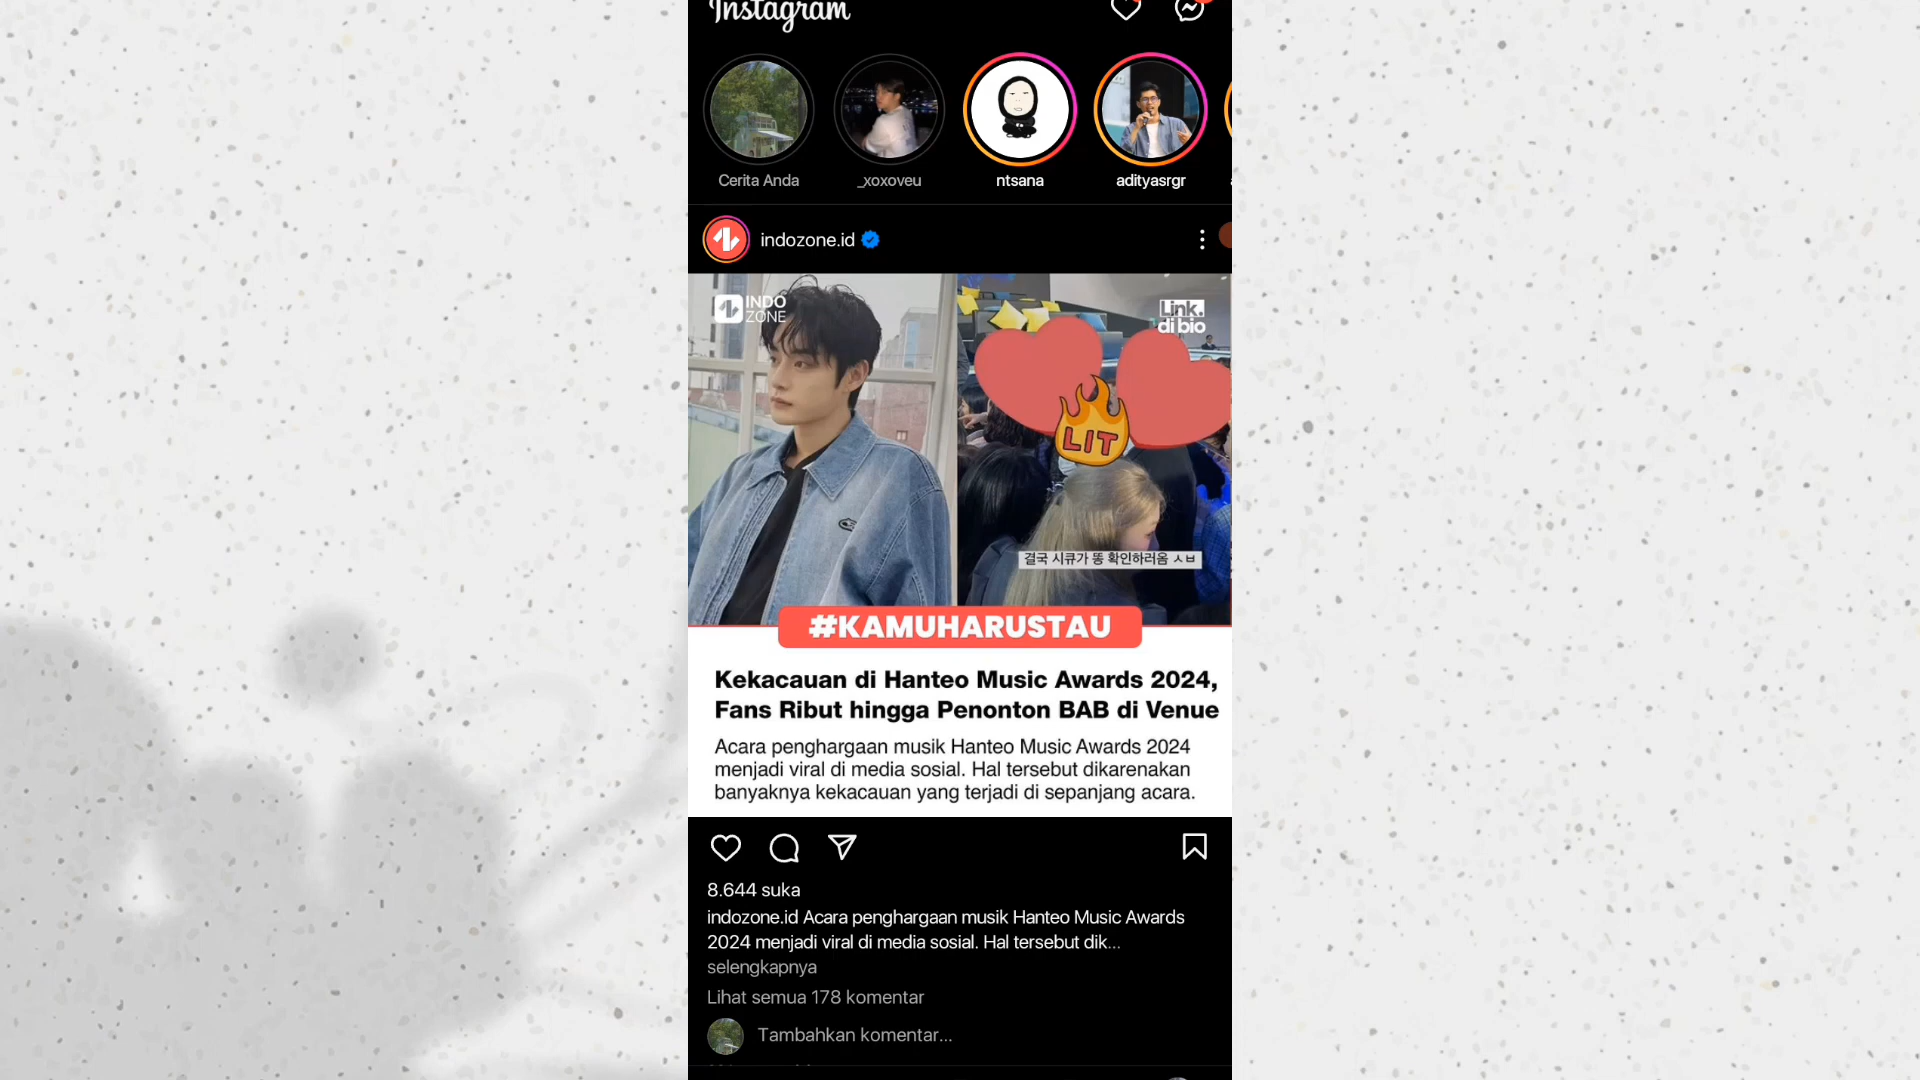 Instagram
Cerita Anda
_xoxoveu
ntsana
adityasrgr
indozone.id
INDO
ZONE
Link.
di bio
LIT
결국 시큐가 똥 확인하러옴 ㅅㅂ
#KAMUHARUSTAU
Kekacauan di Hanteo Music Awards 2024,
Fans Ribut hingga Penonton BAB di Venue
Acara penghargaan musik Hanteo Music Awards 2024
menjadi viral di media sosial. Hal tersebut dikarenakan
banyaknya kekacauan yang terjadi di sepanjang acara.
8.644 suka
indozone.id Acara penghargaan musik Hanteo Music Awards
2024 menjadi viral di media sosial. Hal tersebut dik...
selengkapnya
Lihat semua 178 komentar
Tambahkan komentar...